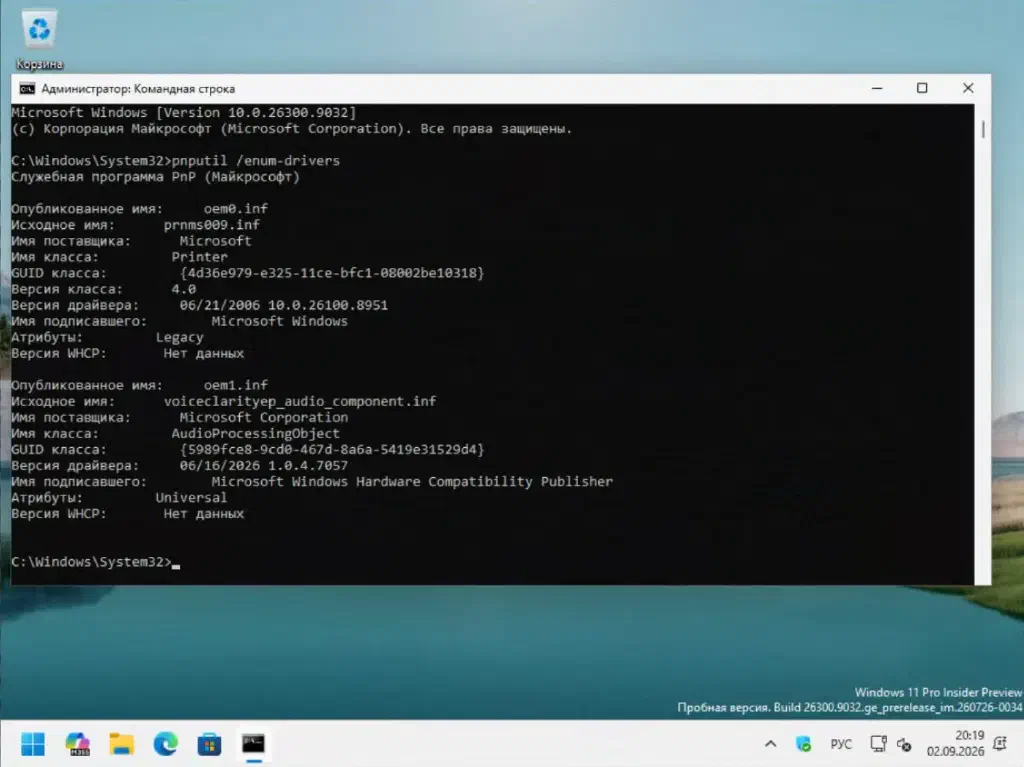 Корзина
Администратор: Командная строка
Microsoft Windows [Version 10.0.26300.9032]
(c) Корпорация Майкрософт (Microsoft Corporation). Все права защищены.
C:\Windows\System32>pnputil /enum-drivers
Служебная программа PnP (Майкрософт)
Опубликованное имя: oem0.inf
Исходное имя: prnms009.inf
Имя поставщика: Microsoft
Имя класса: Printer
GUID класса: {4d36e979-e325-11ce-bfc1-08002be10318}
Версия класса: 4.0
Версия драйвера: 06/21/2006 10.0.26100.8951
Имя подписавшего: Microsoft Windows
Атрибуты: Legacy
Версия WHCP: Нет данных
Опубликованное имя: oem1.inf
Исходное имя: voiceclarityep_audio_component.inf
Имя поставщика: Microsoft Corporation
Имя класса: AudioProcessingObject
GUID класса: {5989fce8-9cd0-467d-8a6a-5419e31529d4}
Версия драйвера: 06/16/2026 1.0.4.7057
Имя подписавшего: Microsoft Windows Hardware Compatibility Publisher
Атрибуты: Universal
Версия WHCP: Нет данных
C:\Windows\System32>
Windows 11 Pro Insider Preview
Пробная версия. Build 26300.9032.ge_prerelease_im.260726-0034
M365
РУС
20:19
02.09.2026